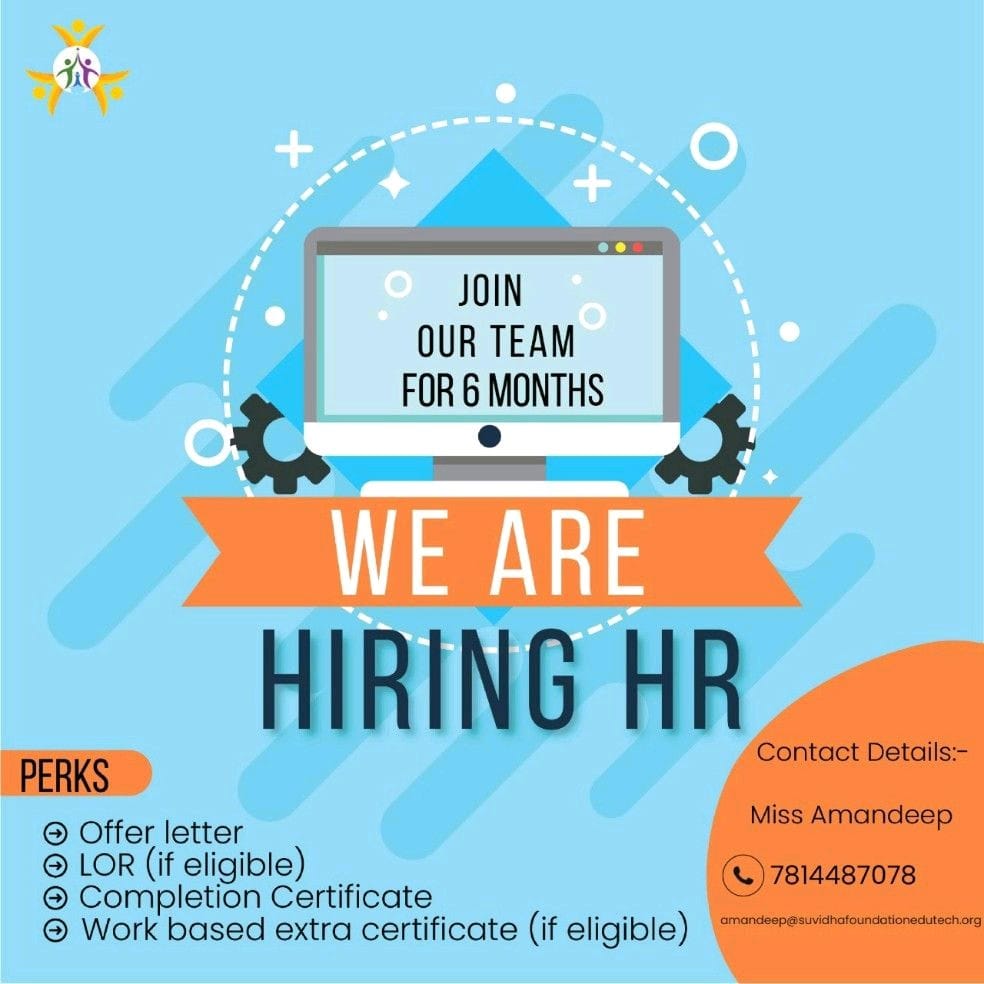 JOIN
OUR TEAM
FOR 6 MONTHS
WE ARE
HIRING HR
PERKS
Offer letter
LOR (if eligible)
Completion Certificate
Work based extra certificate (if eligible)
Contact Details:-
Miss Amandeep
7814487078
amandeep@suvidhafoundationedutech.org